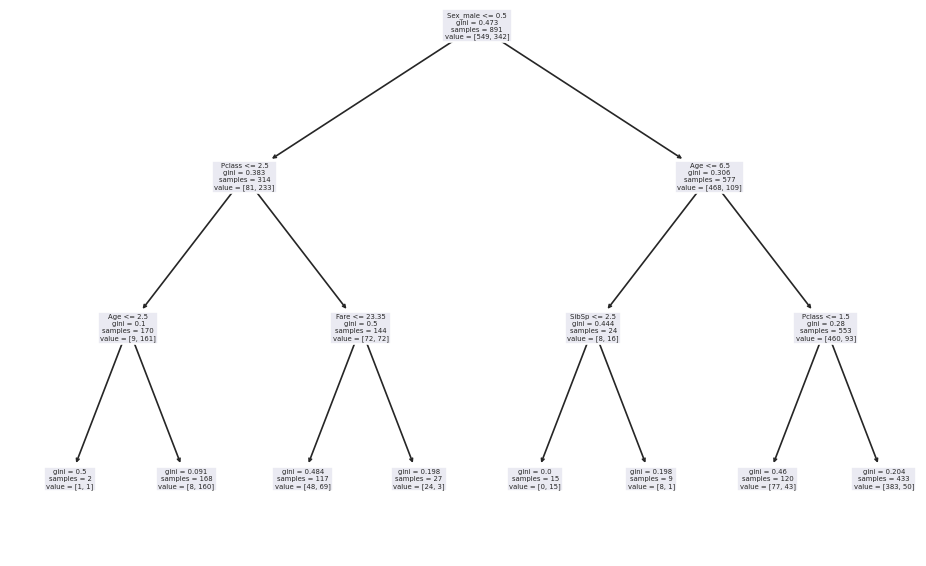 Sex_male <= 0.5
gini = 0.473
samples = 891
value = [549, 342]
Pclass <= 2.5
gini = 0.383
samples = 314
value = [81, 233]
Age <= 6.5
gini = 0.306
samples = 577
value = [468, 109]
Age <= 2.5
gini = 0.1
samples = 170
value = [9, 161]
Fare <= 23.35
gini = 0.5
samples = 144
value = [72, 72]
SibSp <= 2.5
gini = 0.444
samples = 24
value = [8, 16]
Pclass <= 1.5
gini = 0.28
samples = 553
value = [460, 93]
gini = 0.5
samples = 2
value = [1, 1]
gini = 0.091
samples = 168
value = [8, 160]
gini = 0.484
samples = 117
value = [48, 69]
gini = 0.198
samples = 27
value = [24, 3]
gini = 0.0
samples = 15
value = [0, 15]
gini = 0.198
samples = 9
value = [8, 1]
gini = 0.46
samples = 120
value = [77, 43]
gini = 0.204
samples = 433
value = [383, 50]